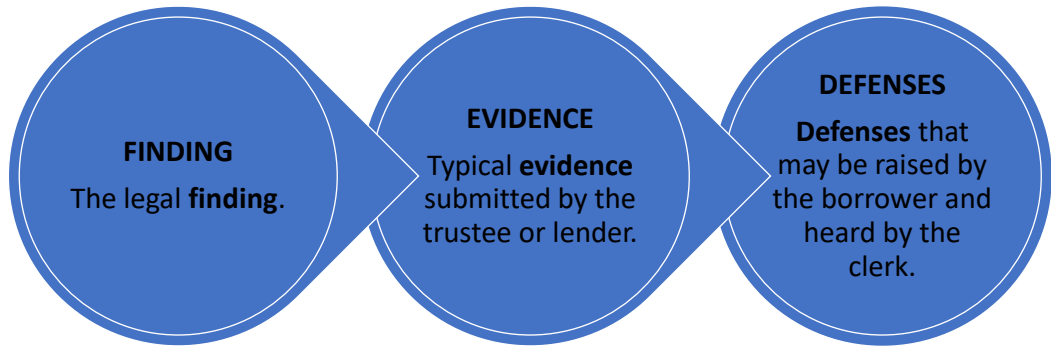 FINDING
The legal finding.
EVIDENCE
Typical evidence
submitted by the
trustee or lender.
DEFENSES
Defenses that
may be raised by
the borrower and
heard by the
clerk.